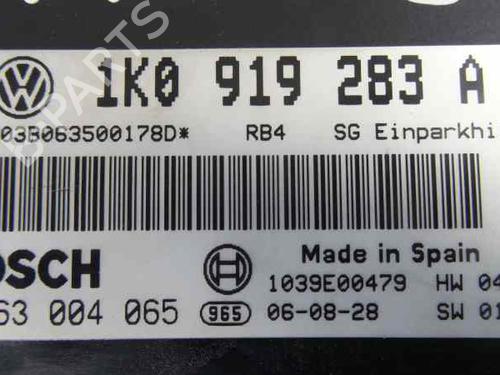 1K0 919 283 A
03B063500178D* RB4 SG Einparkhi
OSCH
Made in Spain
1039E00479 HW 04
63 004 065 965 06-08-28 SW 01
B PARTS